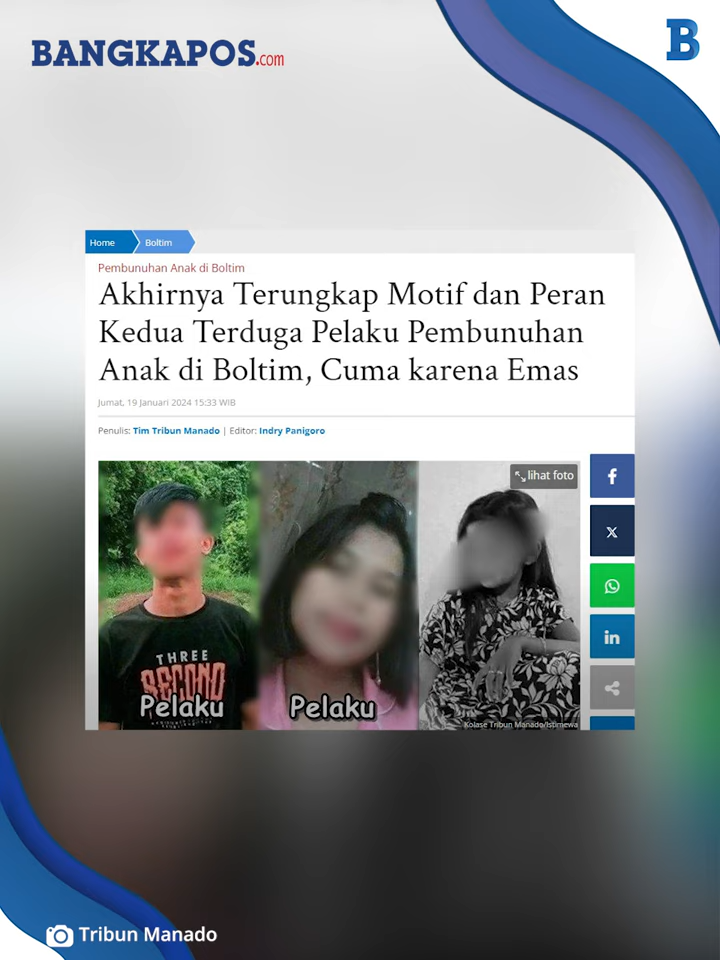 BANGKAPOS.com
B
Home Boltim
Pembunuhan Anak di Boltim
Akhirnya Terungkap Motif dan Peran
Kedua Terduga Pelaku Pembunuhan
Anak di Boltim, Cuma karena Emas
Jumat, 19 Januari 2024 15:33 WIB
Penulis: Tim Tribun Manado | Editor: Indry Panigoro
lihat foto
THREE
SECOND
Pelaku
Pelaku
Kolase Tribun Manado/Istimewa
Tribun Manado